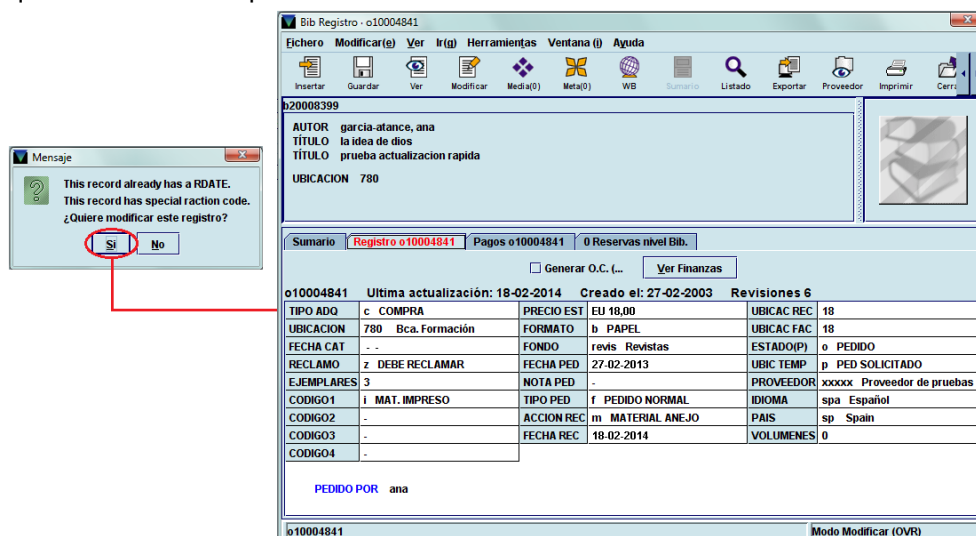 Bib Registro · o10004841
Fichero Modificar(e) Ver Ir(g) Herramientas Ventana (i) Ayuda
Insertar Guardar Ver Modificar Media(0) Meta(0) WB Sumario Listado Exportar Proveedor Imprimir
b20008399
AUTOR garcia-atance, ana
TÍTULO la idea de dios
TÍTULO prueba actualizacion rapida
UBICACION 780
Mensaje
This record already has a RDATE.
This record has special raction code.
¿Quiere modificar este registro?
Si No
Sumario Registro o10004841 Pagos o10004841 0 Reservas nivel Bib.
Generar O.C. (... Ver Finanzas
o10004841 Ultima actualización: 18-02-2014 Creado el: 27-02-2003 Revisiones 6
TIPO ADQ c COMPRA PRECIO EST EU 18,00 UBICAC REC 18
UBICACION 780 Bca. Formación FORMATO b PAPEL UBICAC FAC 18
FECHA CAT - - FONDO revis Revistas ESTADO(P) o PEDIDO
RECLAMO z DEBE RECLAMAR FECHA PED 27-02-2013 UBIC TEMP p PED SOLICITADO
EJEMPLARES 3 NOTA PED - PROVEEDOR xxxxx Proveedor de pruebas
CODIGO1 i MAT. IMPRESO TIPO PED f PEDIDO NORMAL IDIOMA spa Español
CODIGO2 - ACCION REC m MATERIAL ANEJO PAIS sp Spain
CODIGO3 - FECHA REC 18-02-2014 VOLUMENES 0
CODIGO4 -
PEDIDO POR ana
o10004841 Modo Modificar (OVR)